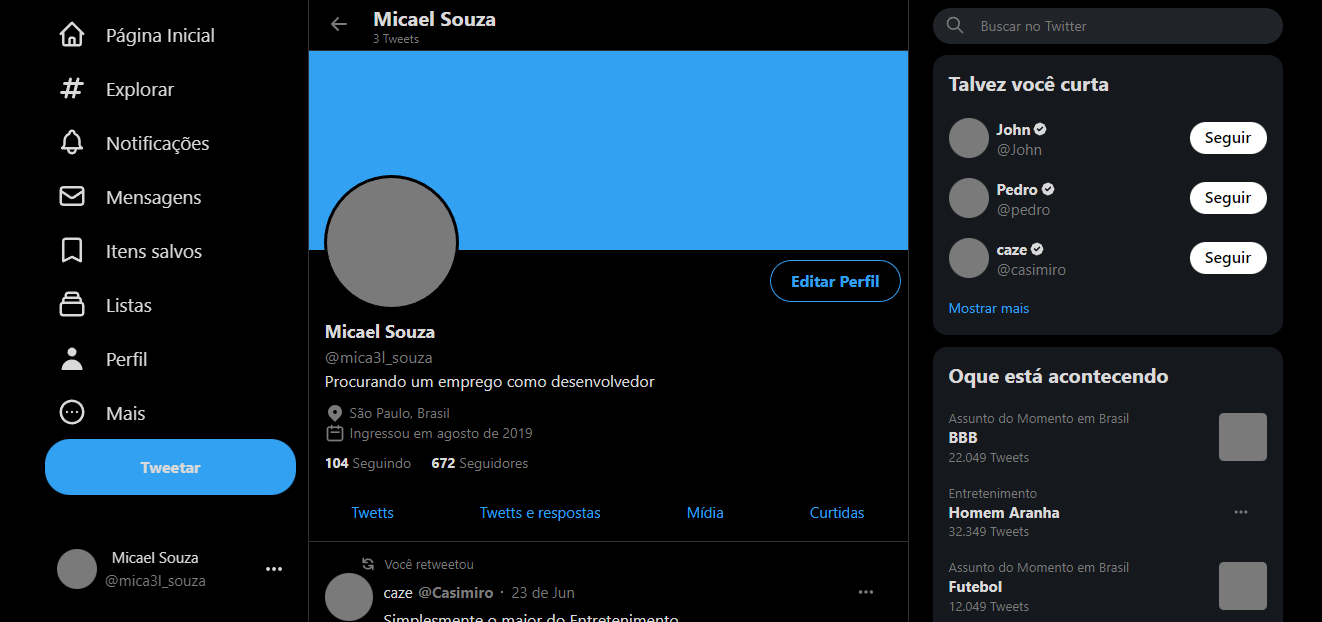 Página Inicial
Explorar
Notificações
Mensagens
Itens salvos
Listas
Perfil
Mais
Tweetar
Micael Souza
@mica3l_souza
Micael Souza
3 Tweets
Editar Perfil
Micael Souza
@mica3l_souza
Procurando um emprego como desenvolvedor
São Paulo, Brasil
Ingressou em agosto de 2019
104 Seguindo 672 Seguidores
Twetts Twetts e respostas Mídia Curtidas
Você retweetou
caze @Casimiro · 23 de Jun
Simplesmente o maior do Entretenimento
Buscar no Twitter
Talvez você curta
John
@John
Seguir
Pedro
@pedro
Seguir
caze
@casimiro
Seguir
Mostrar mais
Oque está acontecendo
Assunto do Momento em Brasil
BBB
22.049 Tweets
Entretenimento
Homem Aranha
32.349 Tweets
Assunto do Momento em Brasil
Futebol
12.049 Tweets